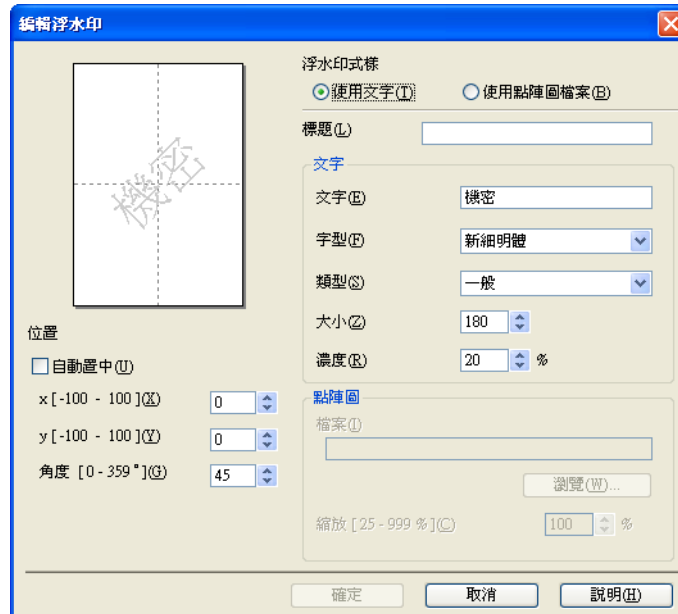 編輯浮水印
機密
浮水印式樣
使用文字(T) 使用點陣圖檔案(B)
標題(L)
文字
文字(E) 機密
字型(F) 新細明體
類型(S) 一般
大小(Z) 180
濃度(R) 20 %
位置
自動置中(U)
x [-100 - 100](X) 0
y [-100 - 100](Y) 0
角度 [0 - 359 °](G) 45
點陣圖
檔案(I)
瀏覽(W)...
縮放 [25 - 999 %](C) 100 %
確定 取消 說明(H)